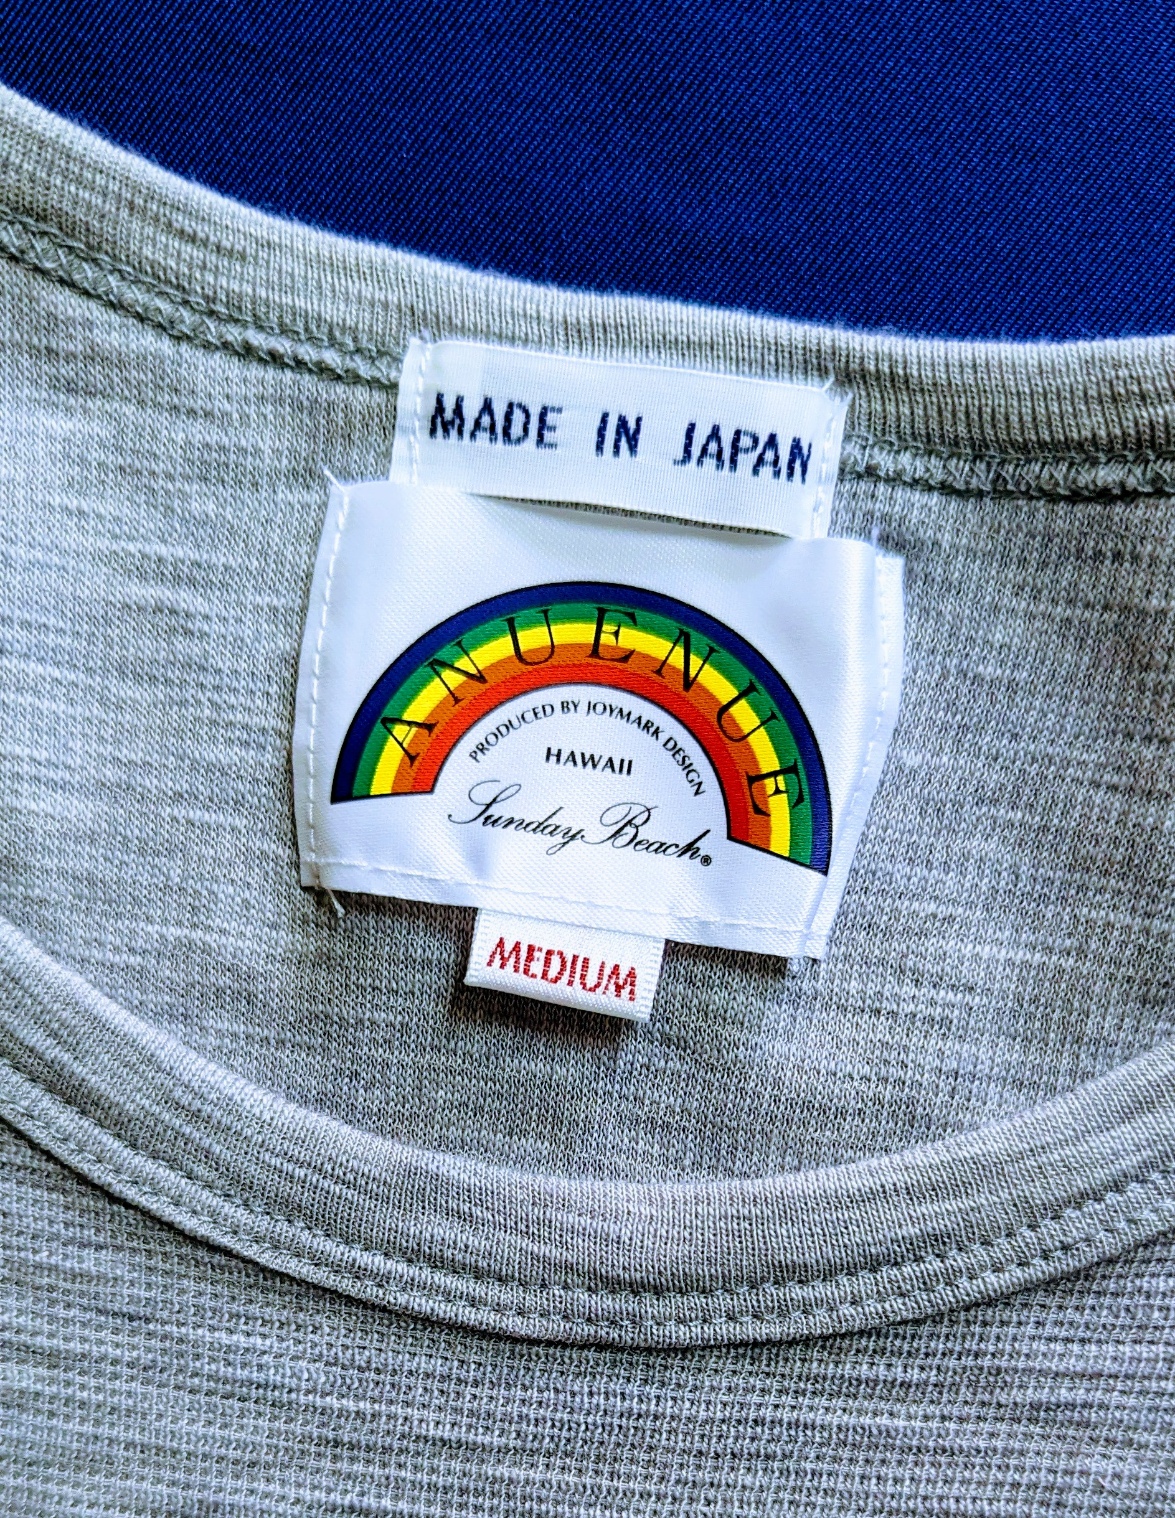 MADE IN JAPAN
ANUENUE
PRODUCED BY JOYMARK DESIGN
HAWAII
Sunday Beach®
MEDIUM